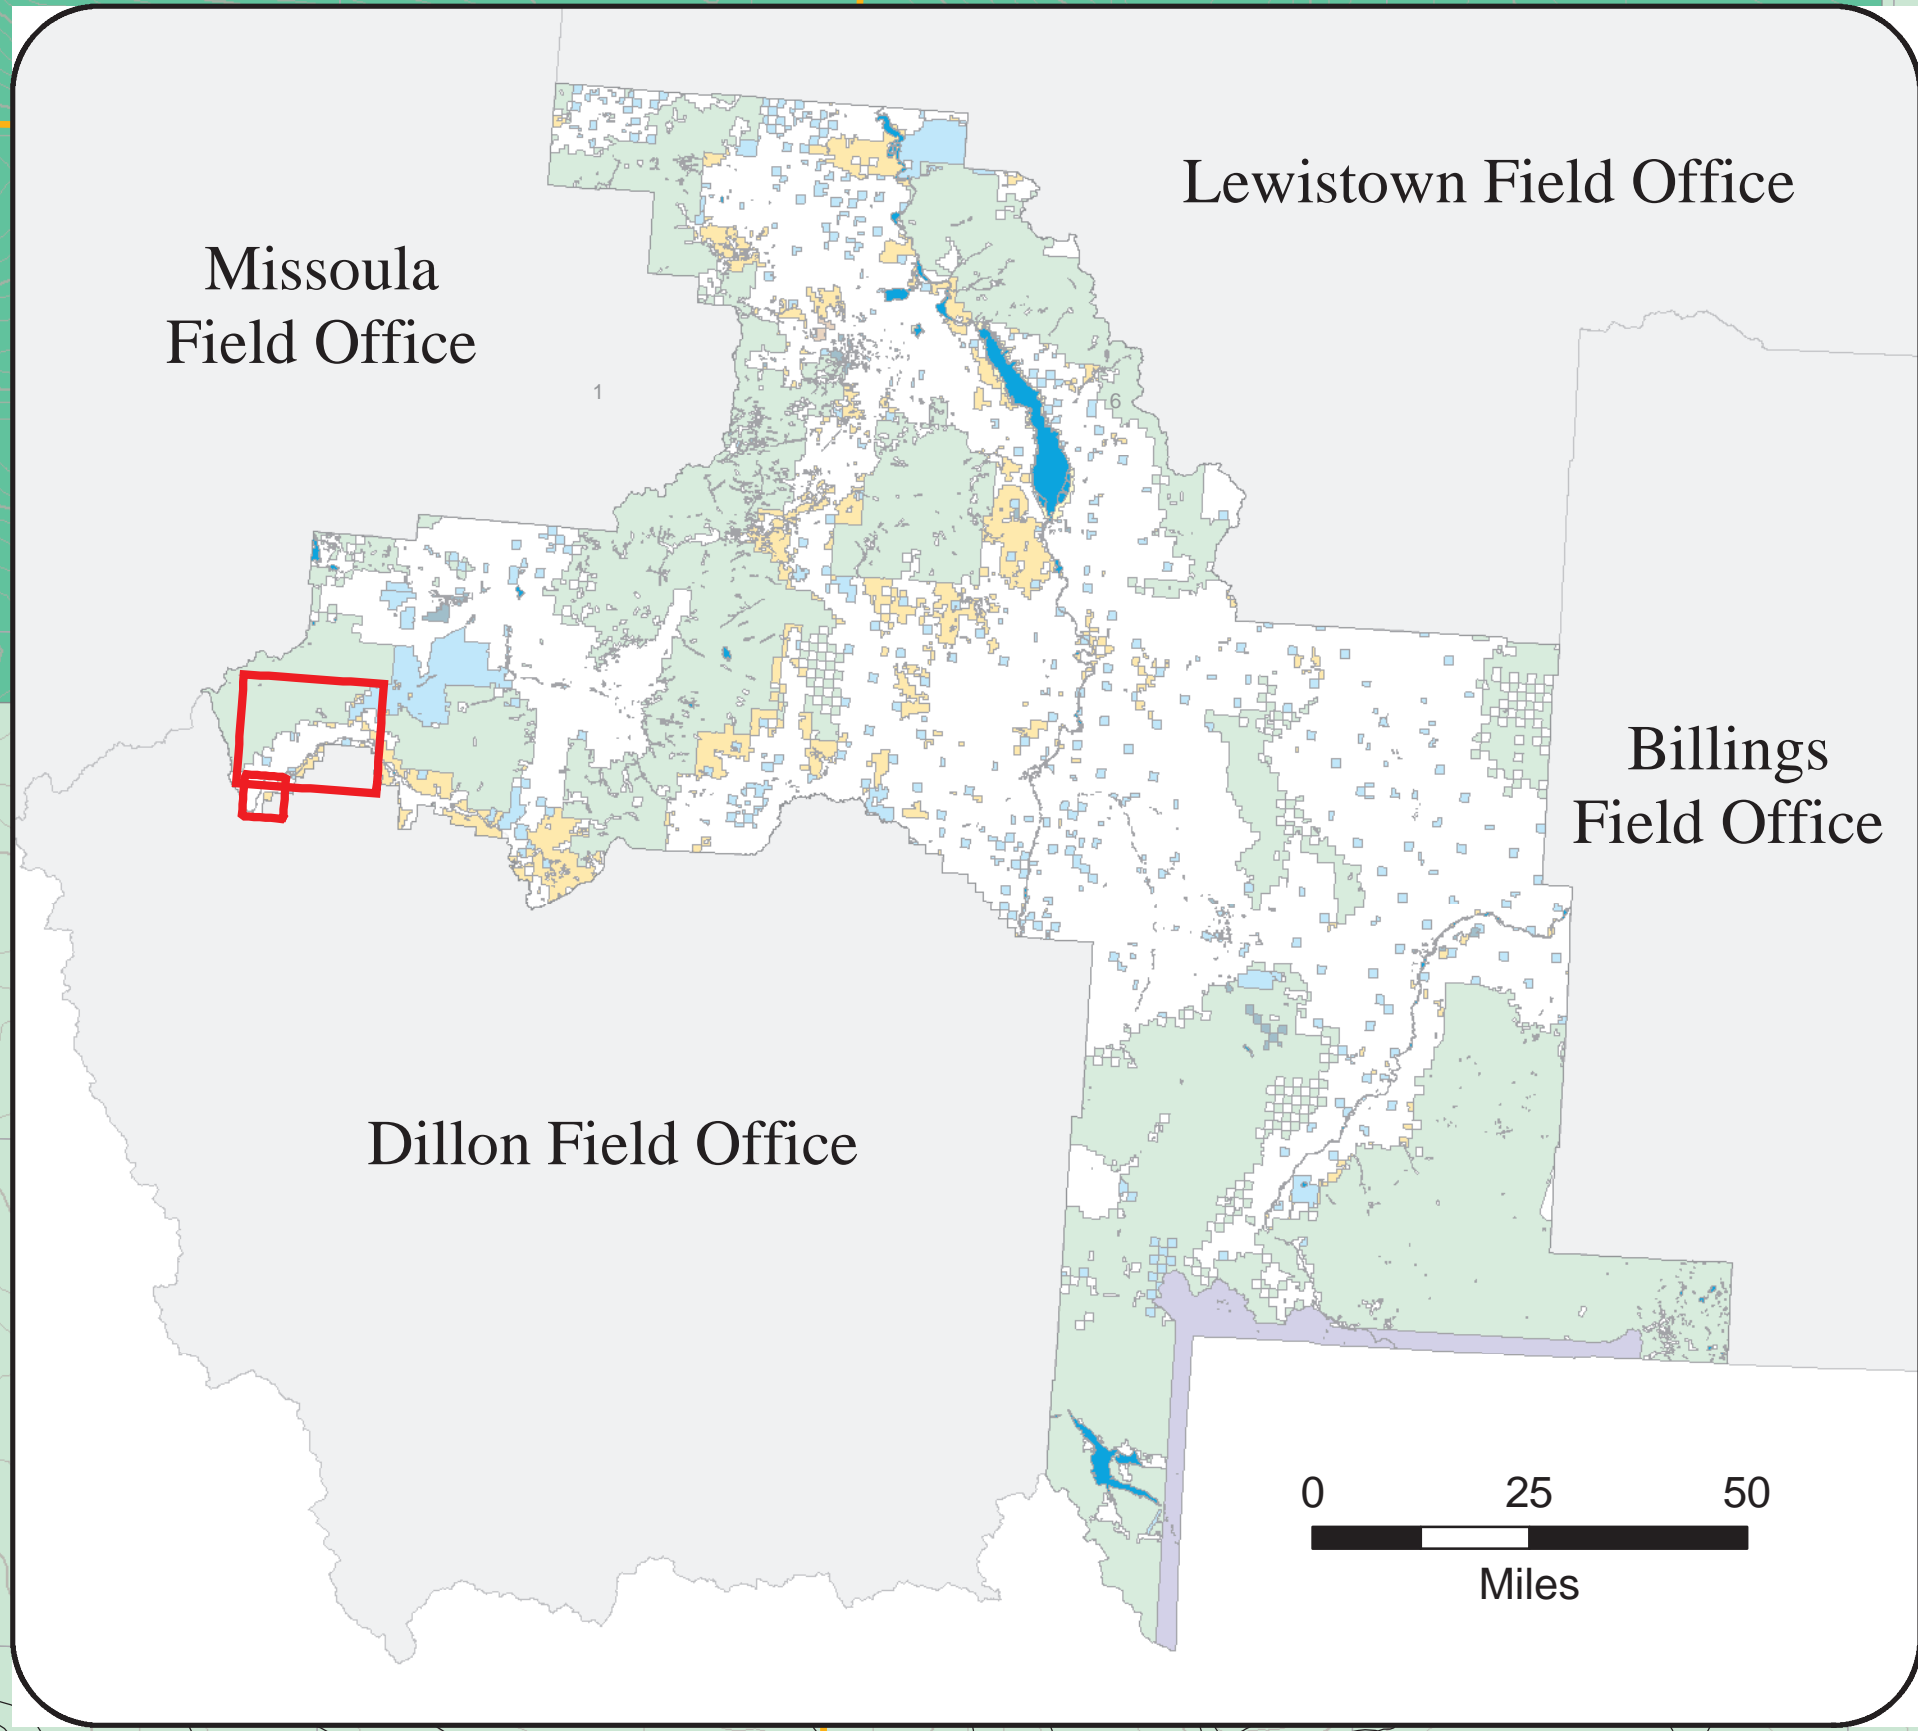 Lewistown Field Office
Missoula
Field Office
1
6
Billings
Field Office
Dillon Field Office
0 25 50
Miles